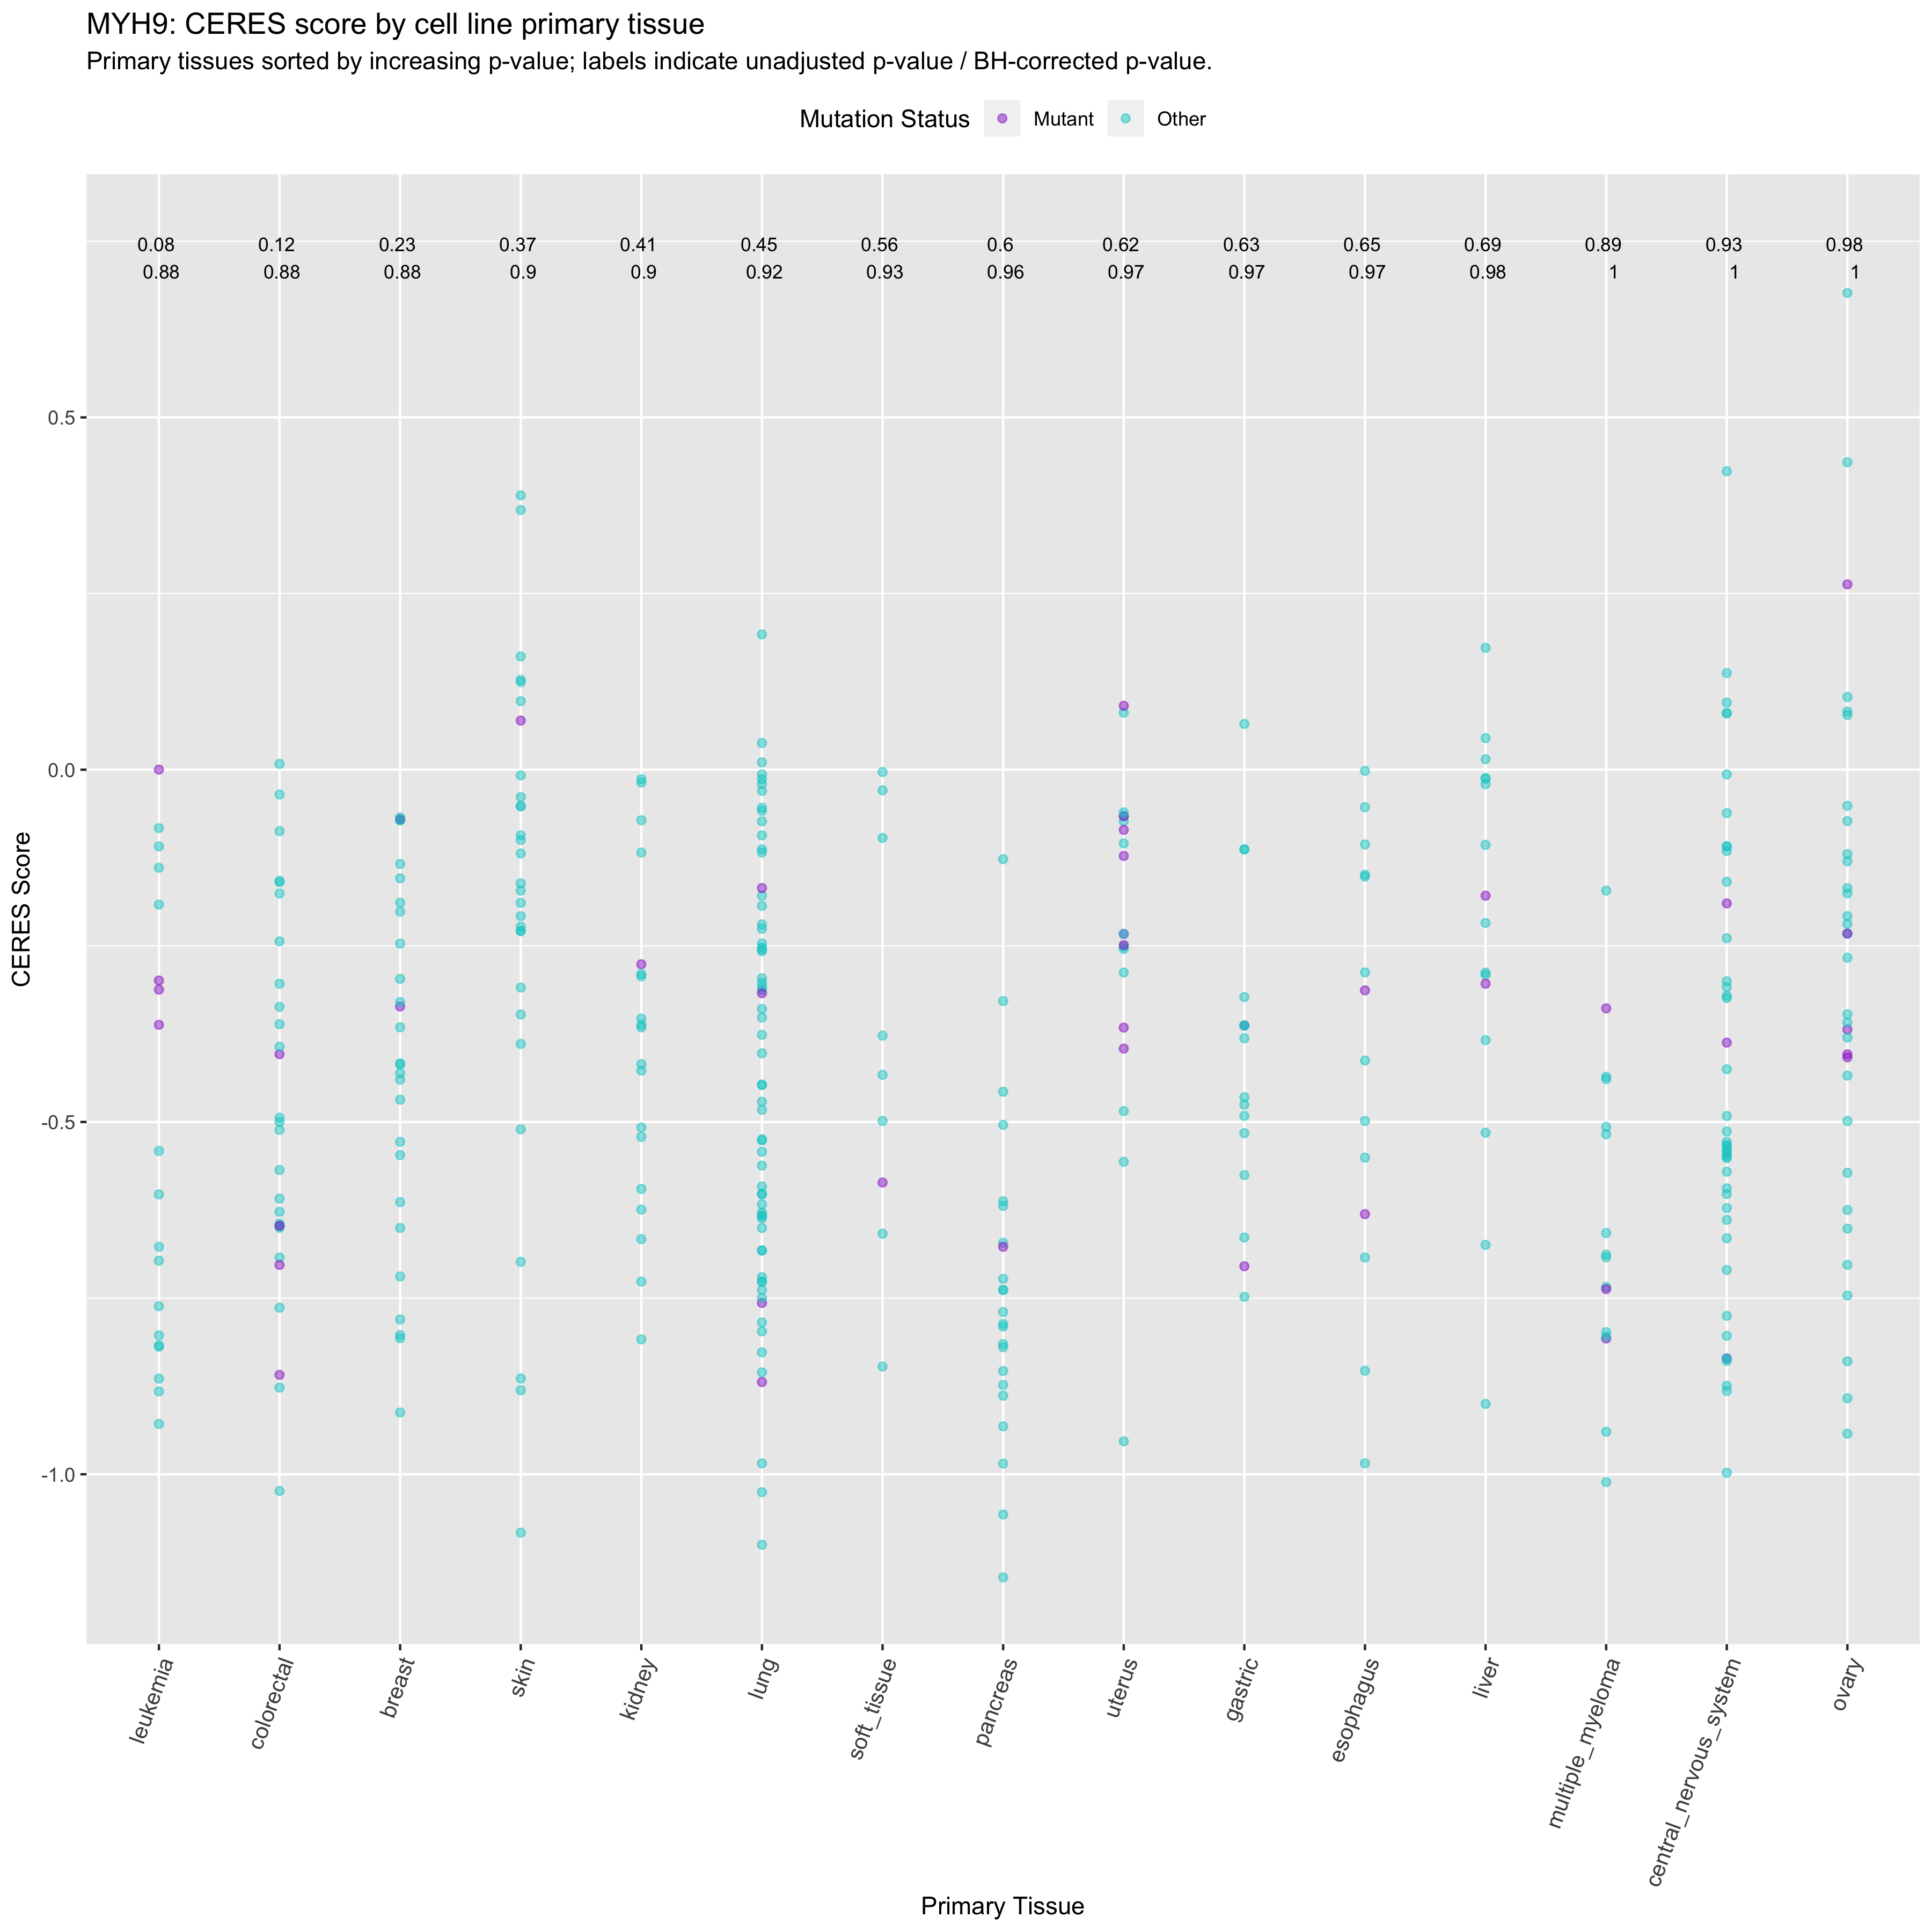 MYH9: CERES score by cell line primary tissue
Primary tissues sorted by increasing p-value; labels indicate unadjusted p-value / BH-corrected p-value.
Mutation Status Mutant Other
0.08 0.12 0.23 0.37 0.41 0.45 0.56 0.6 0.62 0.63 0.65 0.69 0.89 0.93 0.98
0.88 0.88 0.88 0.9 0.9 0.92 0.93 0.96 0.97 0.97 0.97 0.98 1 1 1
0.5
0.0
-0.5
-1.0
CERES Score
leukemia colorectal breast skin kidney lung soft_tissue pancreas uterus gastric esophagus liver multiple_myeloma central_nervous_system ovary
Primary Tissue